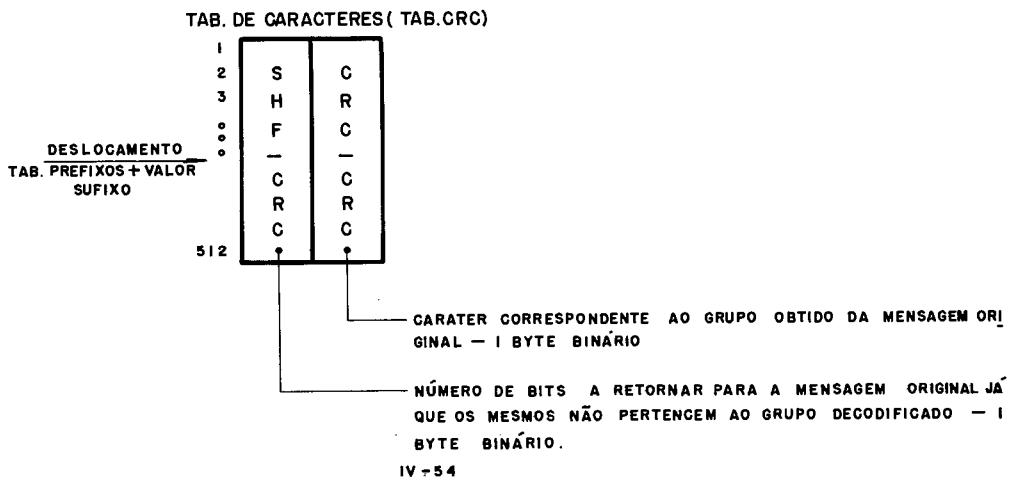 TAB. DE CARACTERES ( TAB.CRC)
1
2 S C
3 H R
F C
DESLOCAMENTO — —
TAB. PREFIXOS + VALOR C C
SUFIXO R R
C C
512
CARATER CORRESPONDENTE AO GRUPO OBTIDO DA MENSAGEM ORI
GINAL — 1 BYTE BINÁRIO
NÚMERO DE BITS A RETORNAR PARA A MENSAGEM ORIGINAL JÁ
QUE OS MESMOS NÃO PERTENCEM AO GRUPO DECODIFICADO — 1
BYTE BINÁRIO.
IV-54